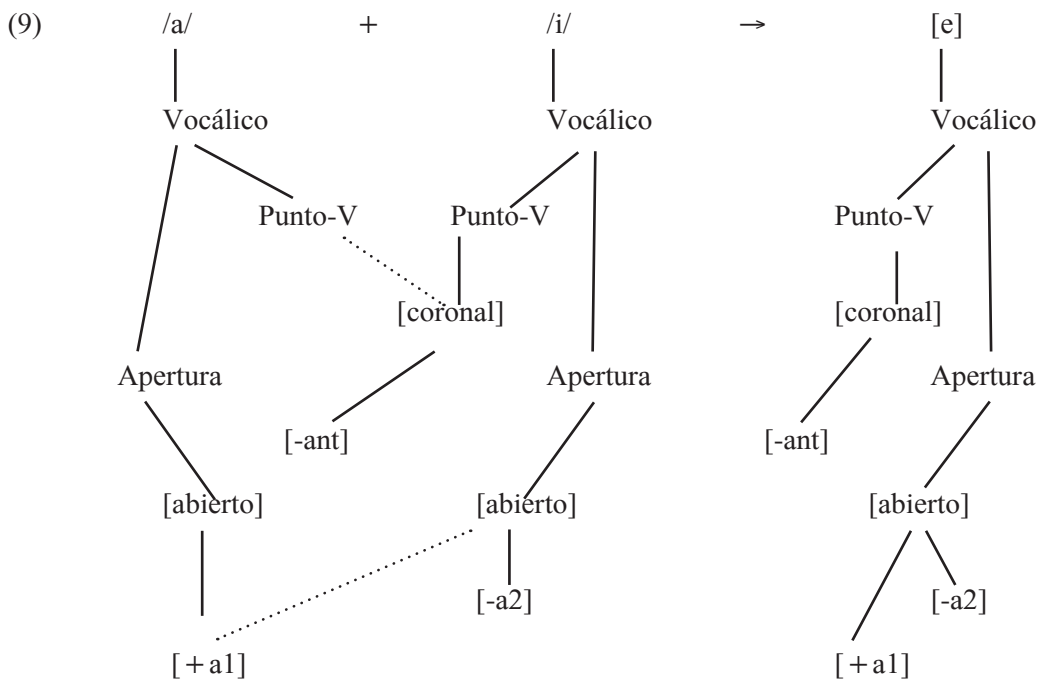 (9) /a/ + /i/ → [e]
Vocálico Vocálico Vocálico
Punto-V Punto-V Punto-V
[coronal] [coronal]
Apertura Apertura Apertura
[-ant] [-ant]
[abierto] [abierto] [abierto]
[-a2] [-a2]
[+a1] [+a1]